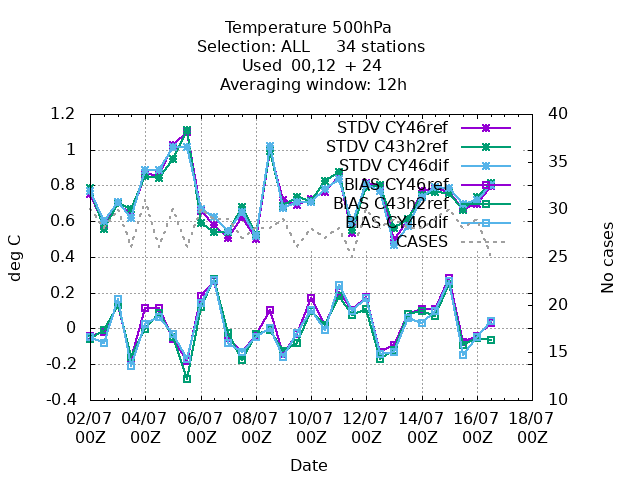 Temperature 500hPa
Selection: ALL 34 stations
Used 00,12 + 24
Averaging window: 12h
STDV CY46ref
STDV C43h2ref
STDV CY46dif
BIAS CY46ref
BIAS C43h2ref
BIAS CY46dif
CASES
1.2
1
0.8
0.6
0.4
0.2
0
-0.2
-0.4
deg C
40
35
30
25
20
15
10
No cases
02/07 04/07 06/07 08/07 10/07 12/07 14/07 16/07 18/07
00Z 00Z 00Z 00Z 00Z 00Z 00Z 00Z 00Z
Date